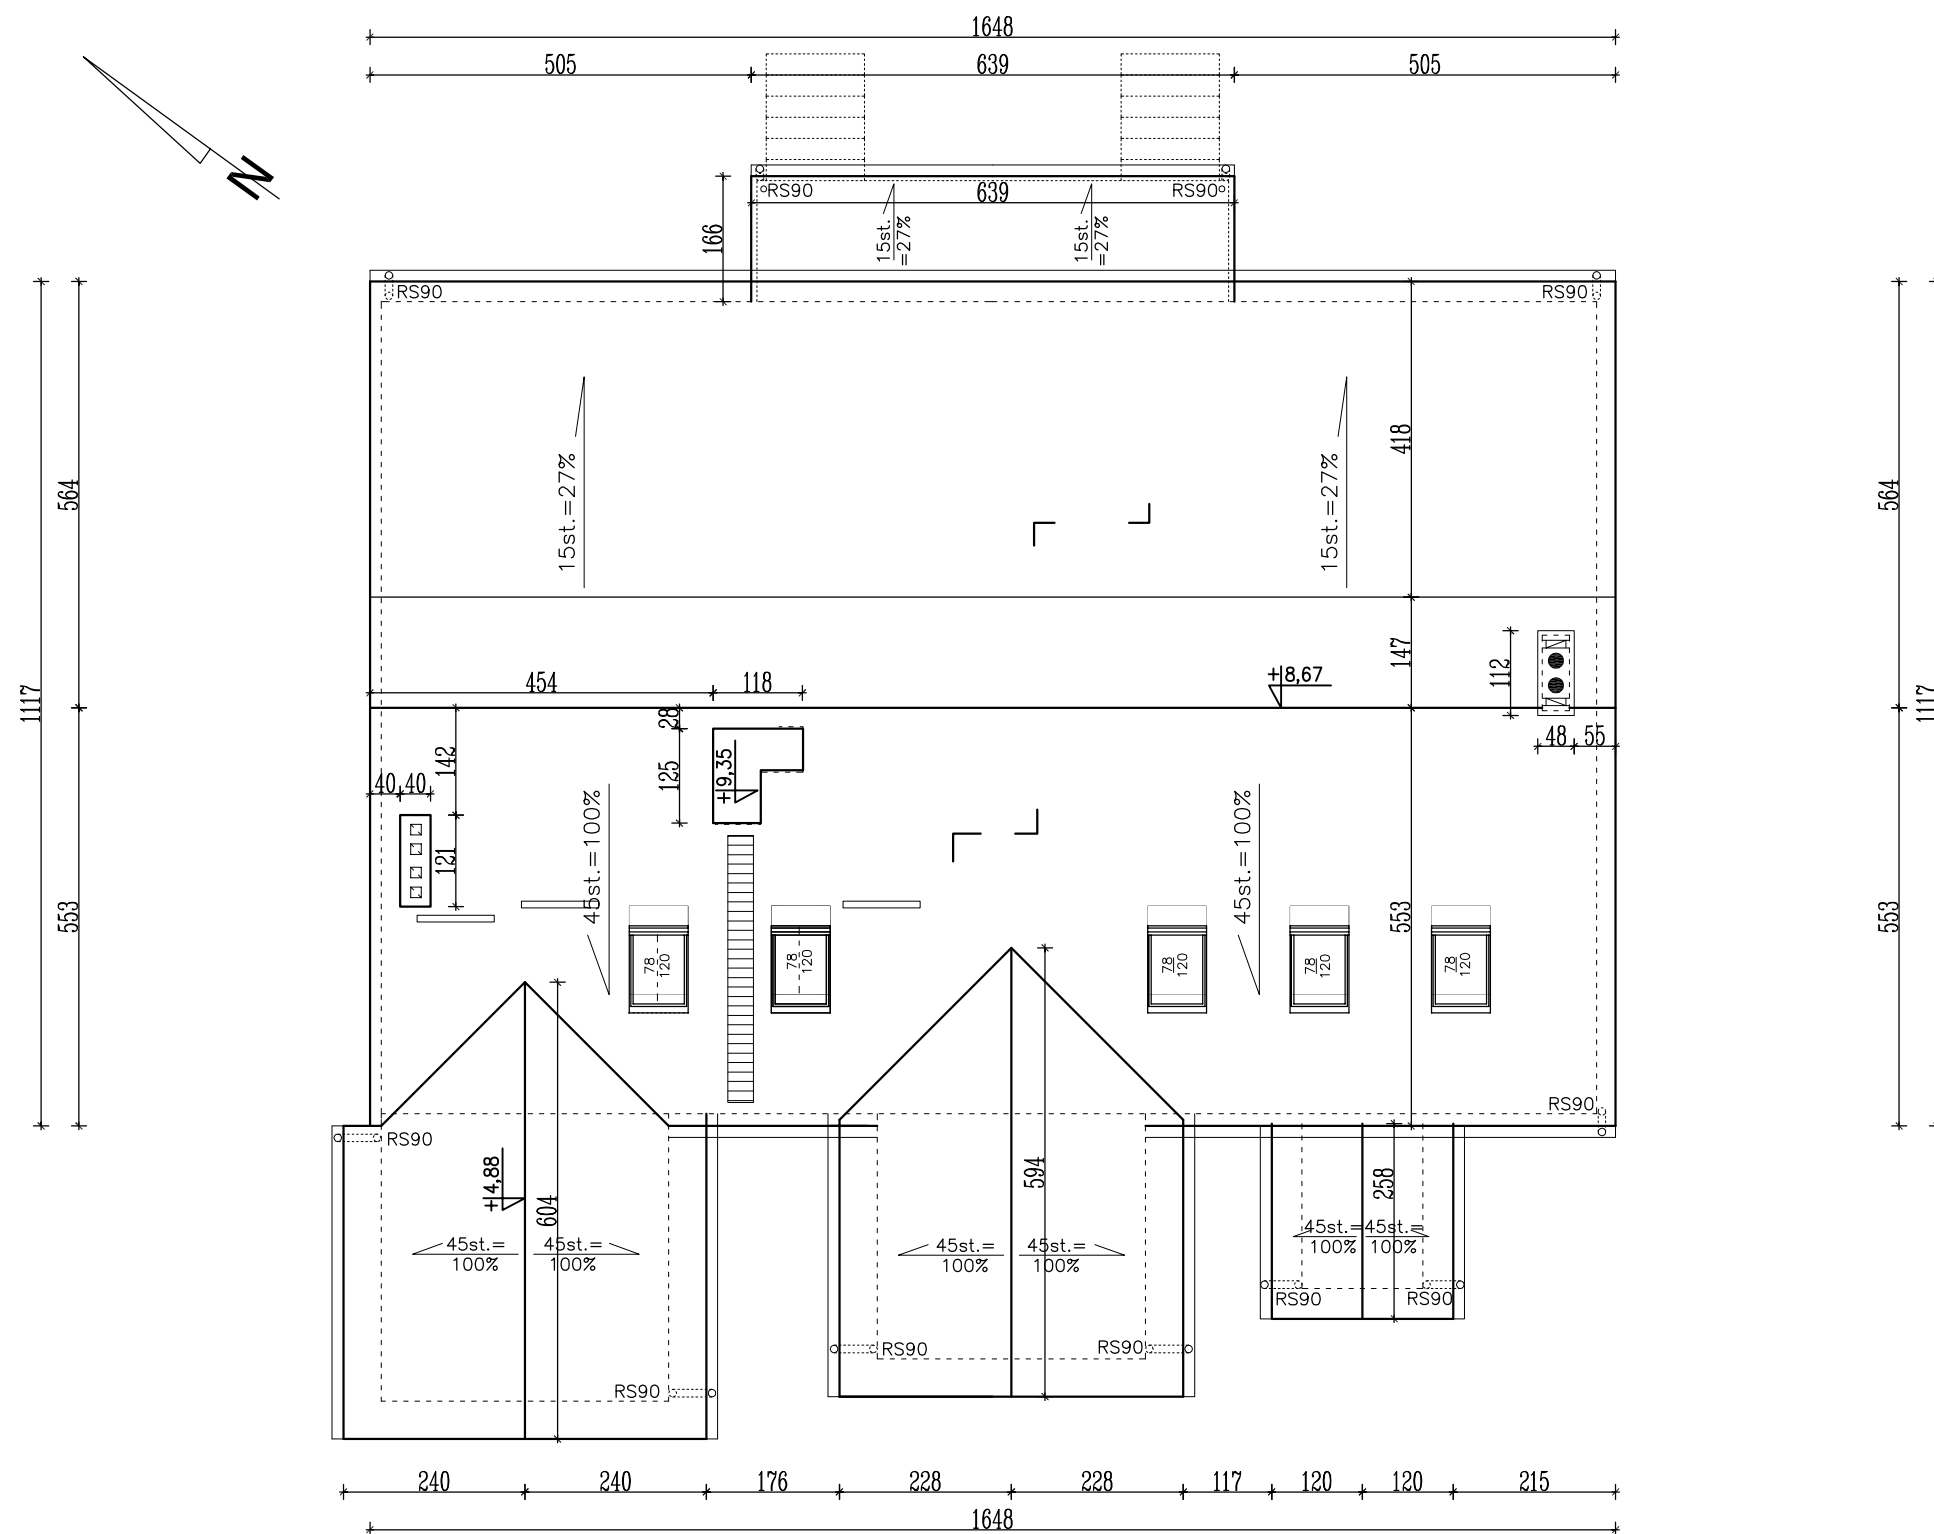 1648
505
639
505
N
RS90
639
RS90
166
15st.
=27%
15st.
=27%
RS90
RS90
418
15st.=27%
15st.=27%
564
564
1117
1117
147
112
454
118
+8,67
28
48
55
142
125
+9,35
40
40
45st.=100%
45st.=100%
121
553
553
553
78
120
78
120
78
120
78
120
78
120
RS90
RS90
+4,88
604
594
258
45st.=
100%
45st.=
100%
45st.=
100%
45st.=
100%
45st.=
100%
45st.=
100%
RS90
RS90
RS90
RS90
RS90
240
240
176
228
228
117
120
120
215
1648